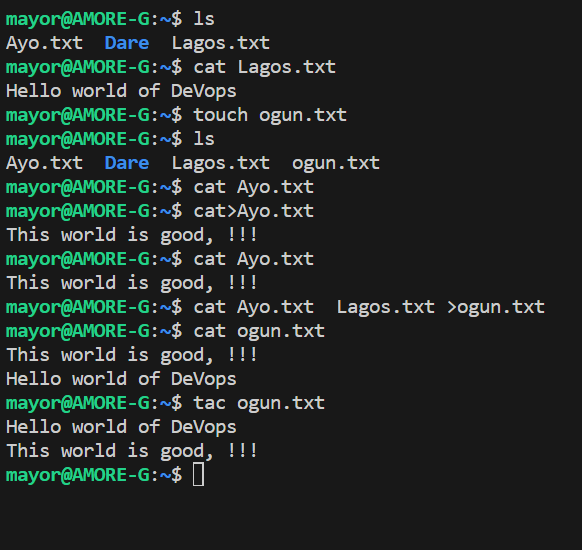 mayor@AMORE-G:~$ ls
Ayo.txt  Dare  Lagos.txt
mayor@AMORE-G:~$ cat Lagos.txt
Hello world of DeVops
mayor@AMORE-G:~$ touch ogun.txt
mayor@AMORE-G:~$ ls
Ayo.txt  Dare  Lagos.txt  ogun.txt
mayor@AMORE-G:~$ cat Ayo.txt
mayor@AMORE-G:~$ cat>Ayo.txt
This world is good, !!!
mayor@AMORE-G:~$ cat Ayo.txt
This world is good, !!!
mayor@AMORE-G:~$ cat Ayo.txt  Lagos.txt >ogun.txt
mayor@AMORE-G:~$ cat ogun.txt
This world is good, !!!
Hello world of DeVops
mayor@AMORE-G:~$ tac ogun.txt
Hello world of DeVops
This world is good, !!!
mayor@AMORE-G:~$